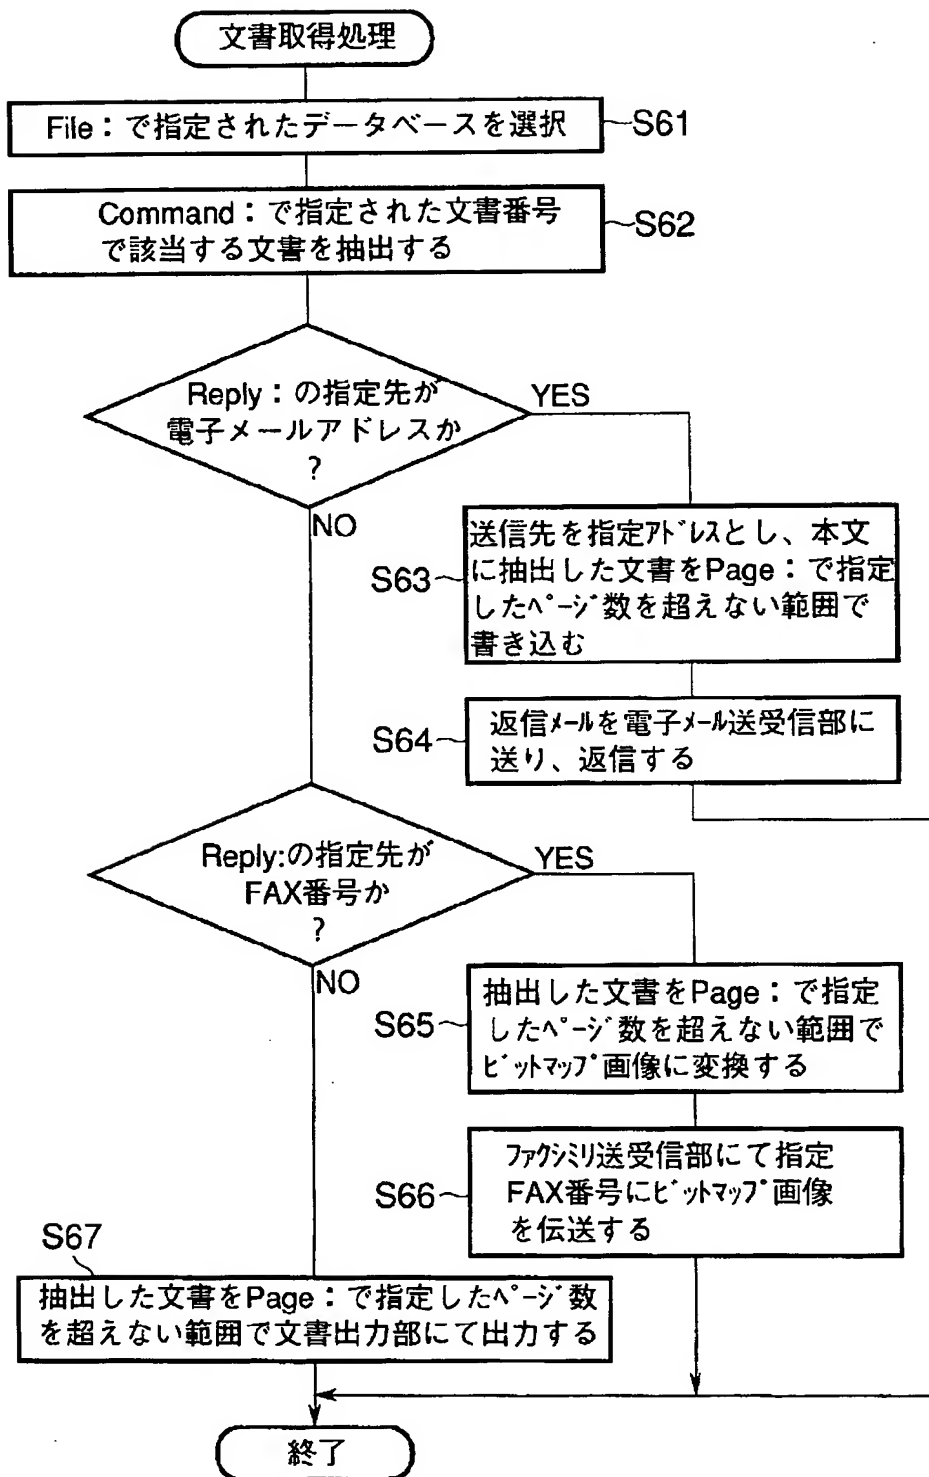 文書取得処理
File：で指定されたデータベースを選択
S61
Command：で指定された文書番号
で該当する文書を抽出する
S62
Reply：の指定先が
電子メールアドレスか
?
YES
NO
送信先を指定ｱﾄﾞﾚｽとし、本文
に抽出した文書をPage：で指定
したﾍﾟｰｼﾞ数を超えない範囲で
書き込む
S63
返信ﾒｰﾙを電子ﾒｰﾙ送受信部に
送り、返信する
S64
Reply:の指定先が
FAX番号か
?
YES
NO
抽出した文書をPage：で指定
したﾍﾟｰｼﾞ数を超えない範囲で
ﾋﾞｯﾄﾏｯﾌﾟ画像に変換する
S65
ﾌｧｸｼﾐﾘ送受信部にて指定
FAX番号にﾋﾞｯﾄﾏｯﾌﾟ画像
を伝送する
S66
S67
抽出した文書をPage：で指定したﾍﾟｰｼﾞ数
を超えない範囲で文書出力部にて出力する
終了